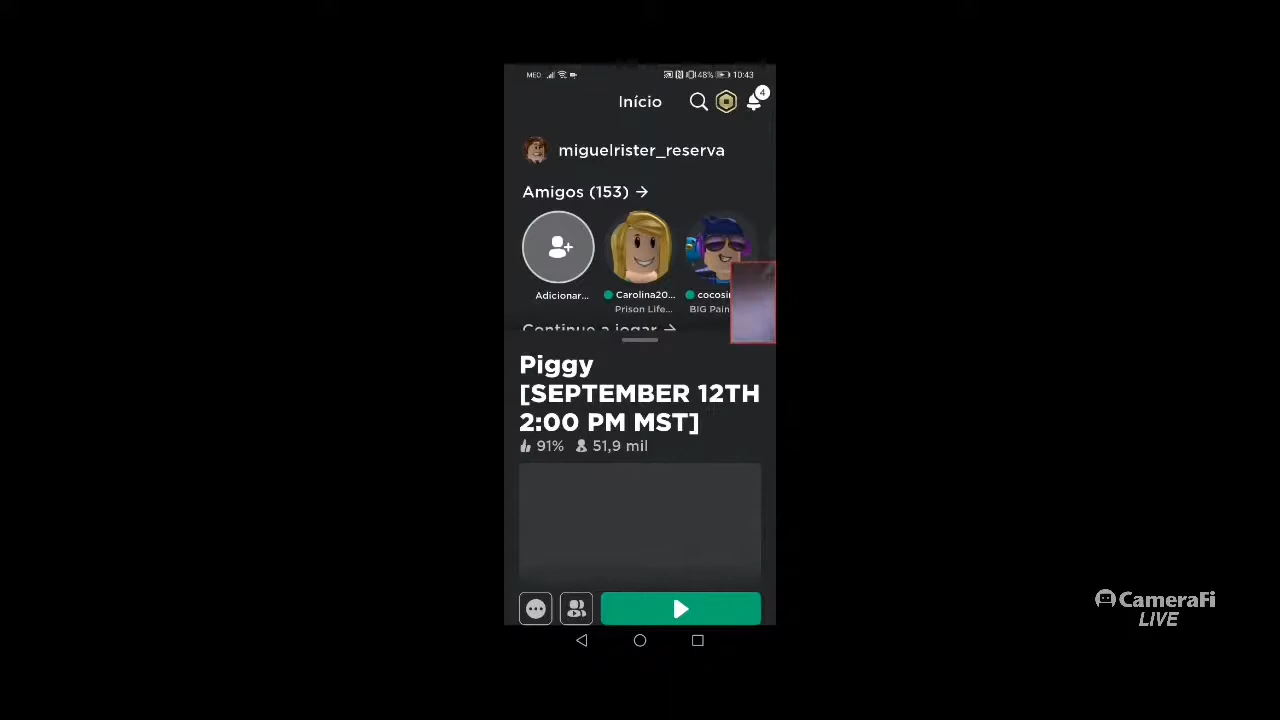 MEO 48% 10:43
Início
4
miguelrister_reserva
Amigos (153) →
Adicionar... Carolina20... cocosi
Prison Life... BIG Pain
Continue a jogar →
Piggy
[SEPTEMBER 12TH
2:00 PM MST]
91% 51,9 mil
CameraFi
LIVE